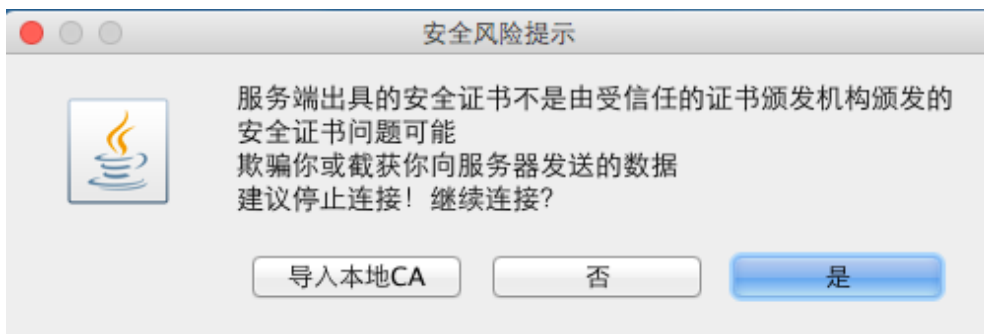 安全风险提示
服务端出具的安全证书不是由受信任的证书颁发机构颁发的
安全证书问题可能
欺骗你或截获你向服务器发送的数据
建议停止连接！继续连接?
导入本地CA
否
是